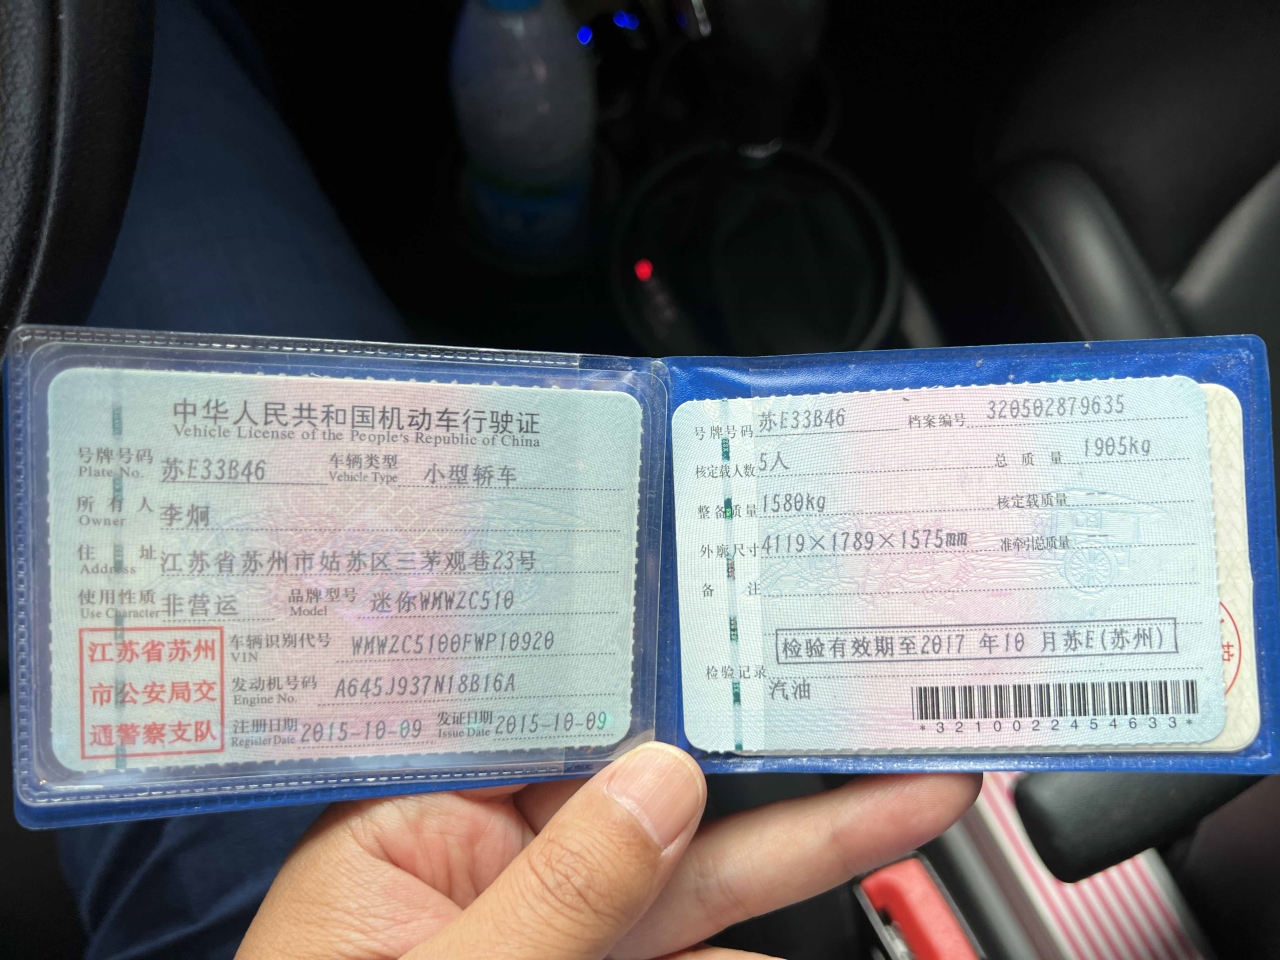 中华人民共和国机动车行驶证
Vehicle License of the People's Republic of China
号牌号码 苏E33B46 车辆类型 小型轿车
Plate No. Vehicle Type
所有人 李炯
Owner
住址 江苏省苏州市姑苏区三茅观巷23号
Address
使用性质 非营运 品牌型号 迷你WMWZC510
Use Character Model
江苏省苏州
市公安局交
通警察支队
车辆识别代号 WMWZC5100FWP10920
VIN
发动机号码 A645J937N18B16A
Engine No.
注册日期 2015-10-09 发证日期 2015-10-09
Register Date Issue Date
号牌号码 苏E33B46 档案编号 320502879635
核定载人数 5人 总质量 1905kg
整备质量 1580kg 核定载质量 --
外廓尺寸 4119×1789×1575mm 准牵引总质量 --
备注
检验有效期至2017 年10 月苏E(苏州)
检验记录
汽油
*3210022454633*